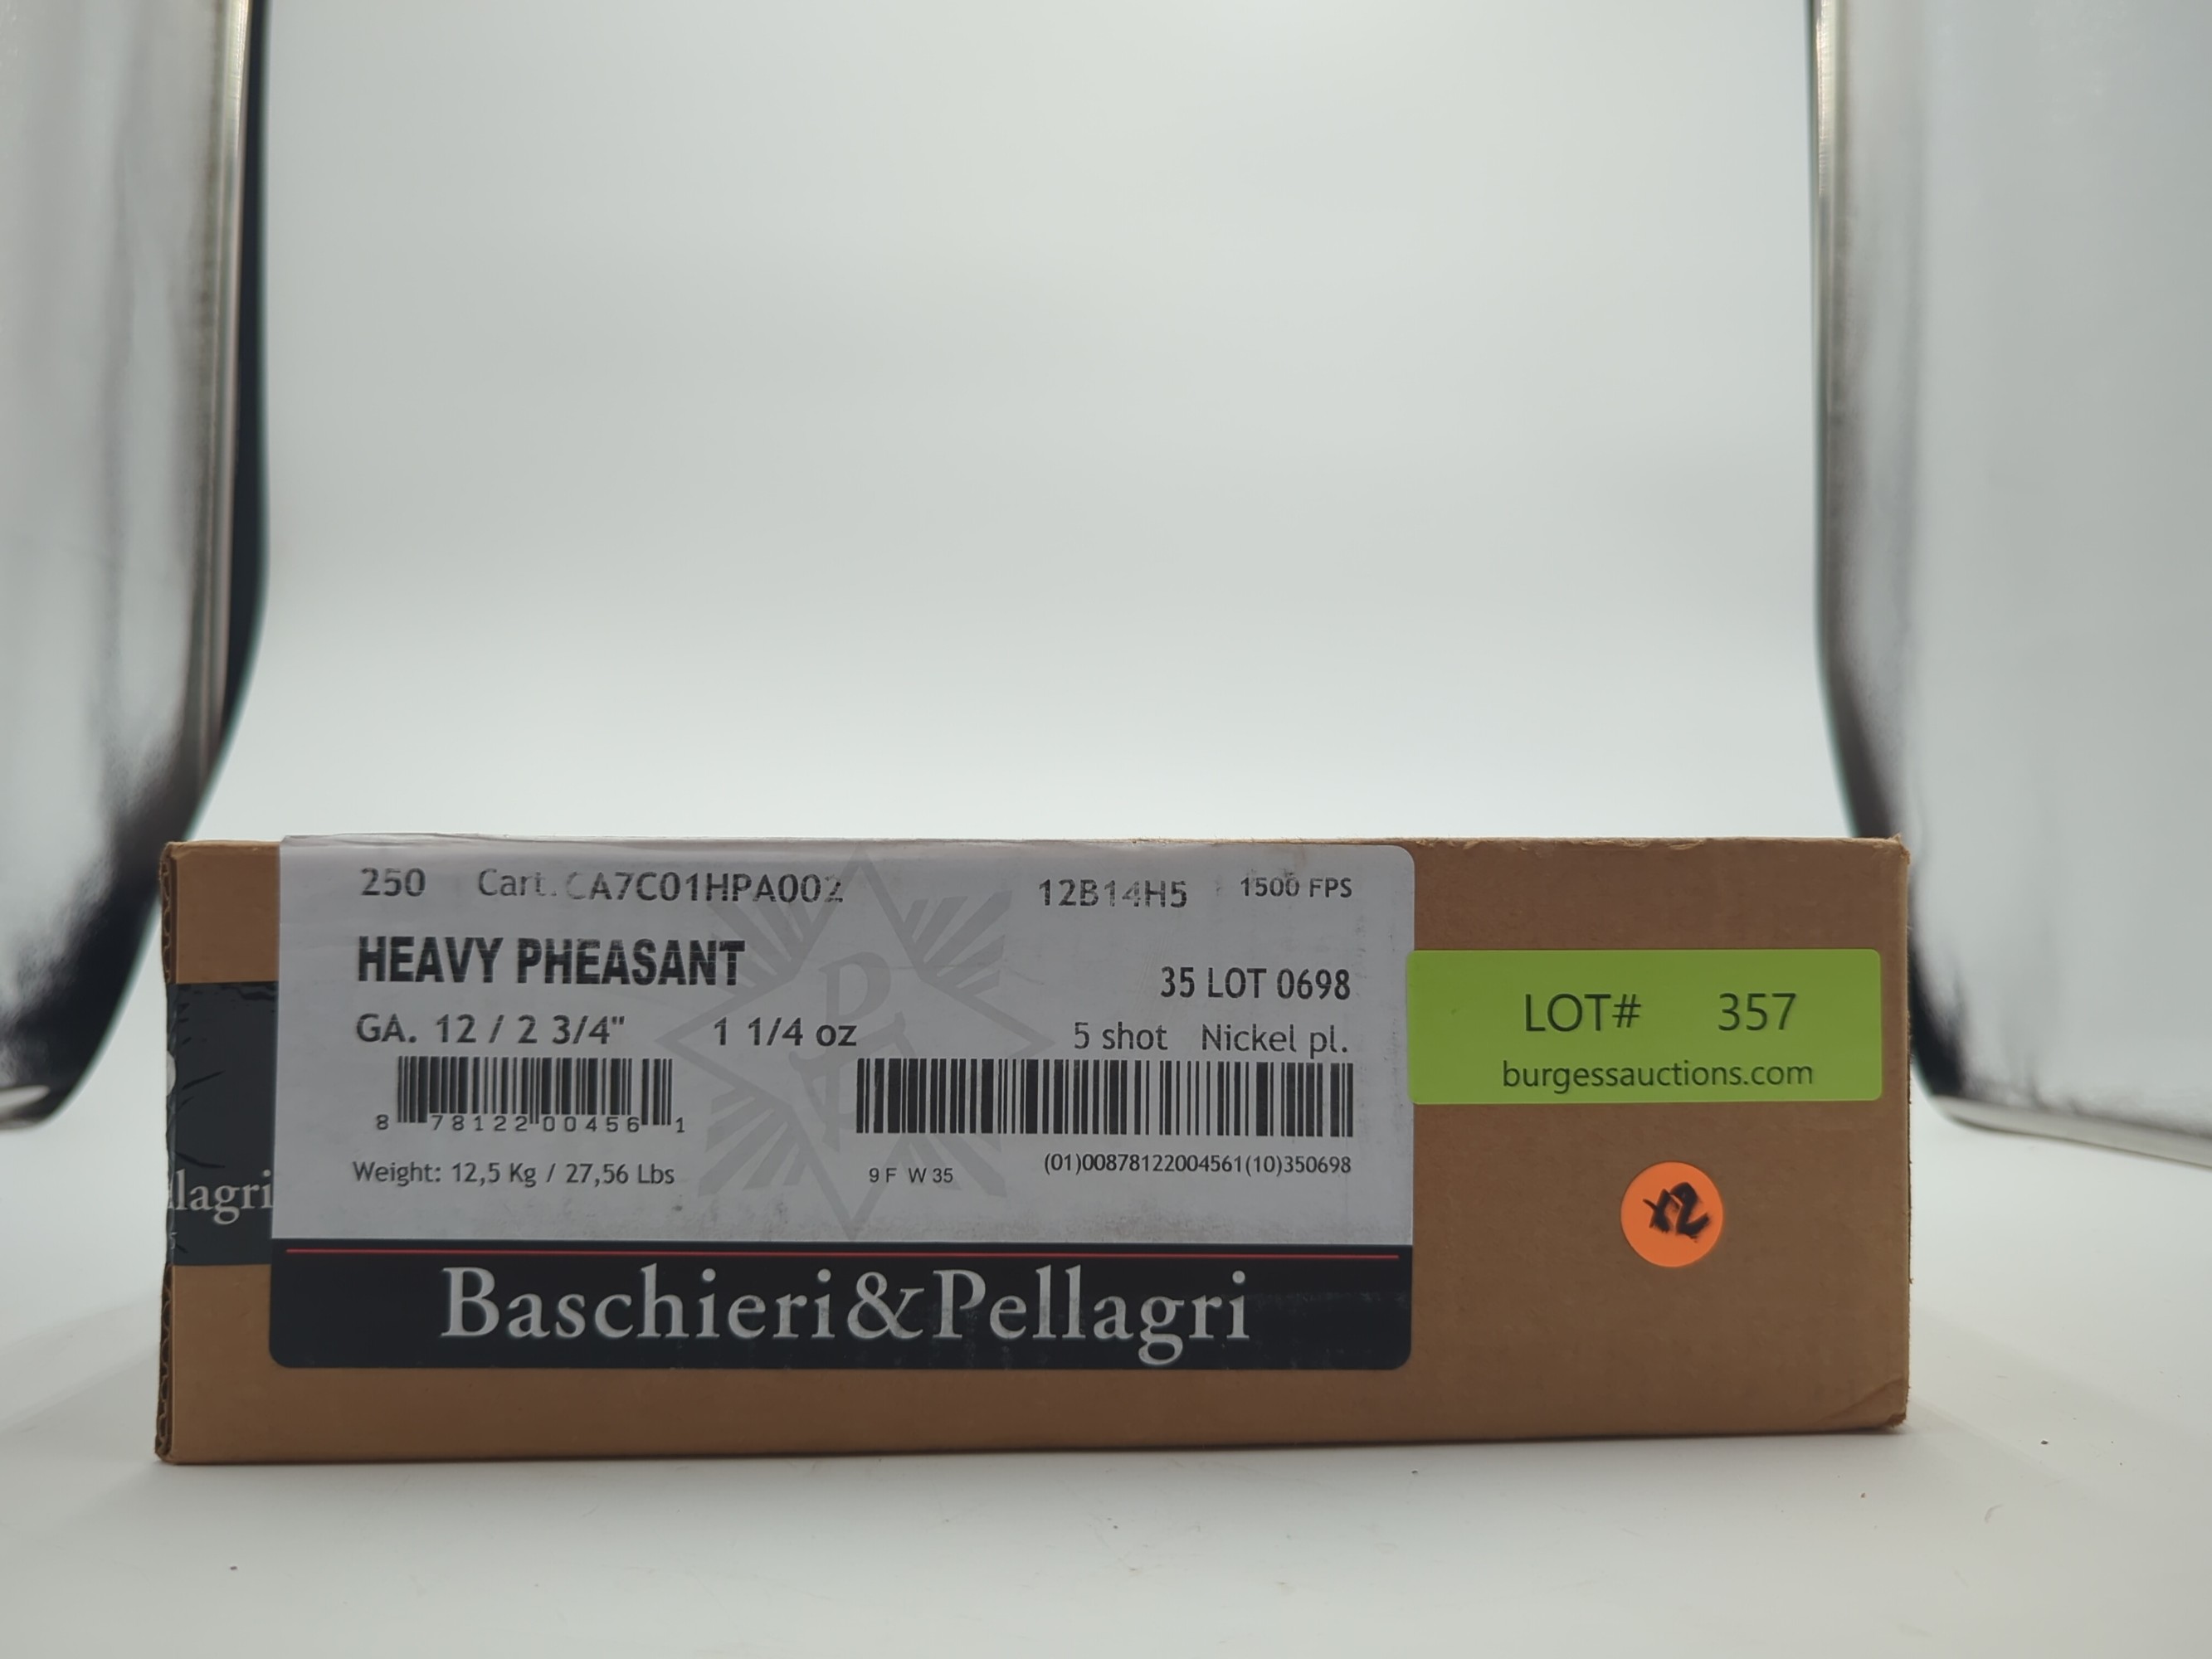 250 Cart. CA7C01HPA002 12B14H5 1500 FPS
HEAVY PHEASANT
35 LOT 0698
GA. 12 / 2 3/4" 1 1/4 oz
5 shot Nickel pl.
8 78122 00456 1
Weight: 12,5 Kg / 27,56 Lbs
9 F W 35
(01)00878122004561(10)350698
Baschieri&Pellagri
llagri
LOT# 357
burgessauctions.com
x2